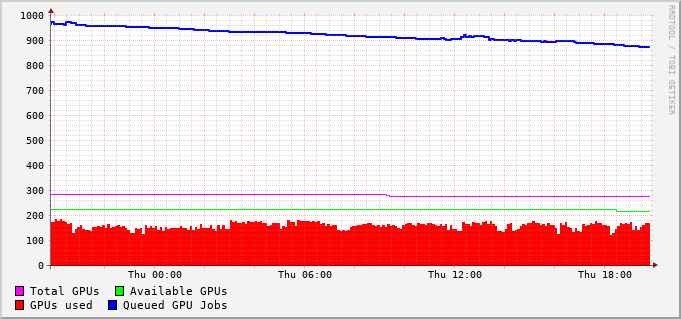 1000
900
800
700
600
500
400
300
200
100
0
Thu 00:00 Thu 06:00 Thu 12:00 Thu 18:00
Total GPUs Available GPUs
GPUs used Queued GPU Jobs
RRDTOOL / TOBI OETIKER